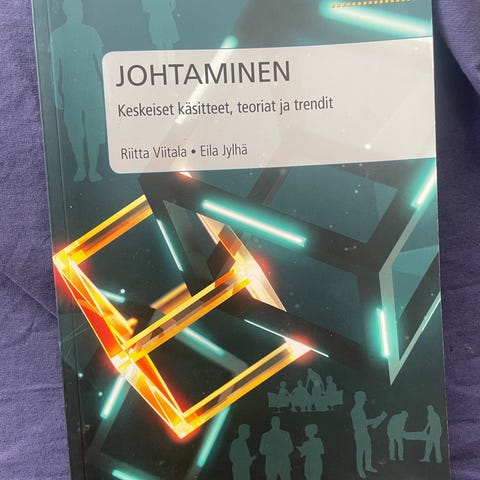 JOHTAMINEN
Keskeiset käsitteet, teoriat ja trendit
Riitta Viitala • Eila Jylhä